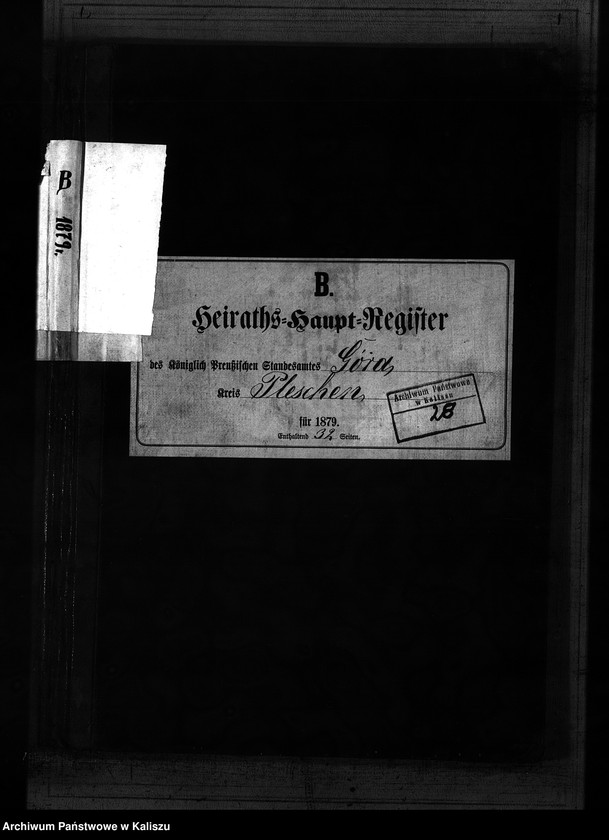 B
1879.
B.
Heiraths-Haupt-Register
des Königlich Preußischen Standesamtes Góra,
Kreis Pleschen,
für 1879.
Enthaltend 32 Seiten.
Archiwum Państwowe
w Kaliszu
28
Archiwum Państwowe w Kaliszu